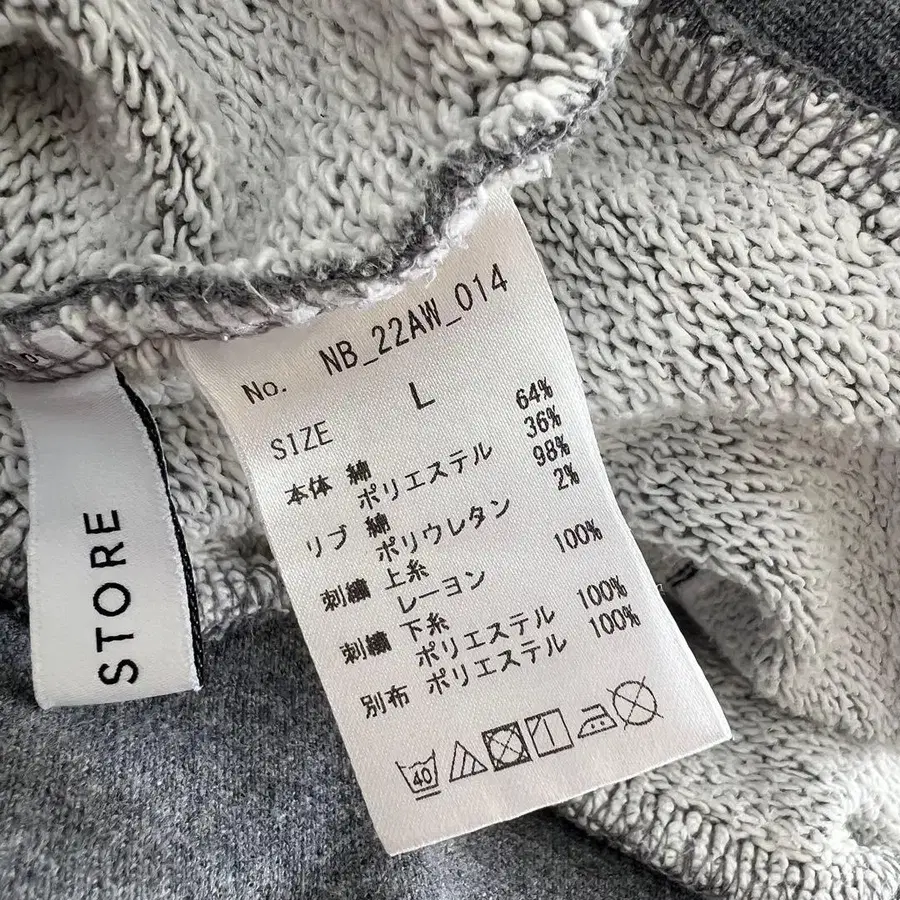 No. NB_22AW_014
SIZE L
本体 綿 64%
ポリエステル 36%
リブ 綿 98%
ポリウレタン 2%
刺繍 上糸
レーヨン 100%
刺繍 下糸
ポリエステル 100%
別布 ポリエステル 100%
40
STORE